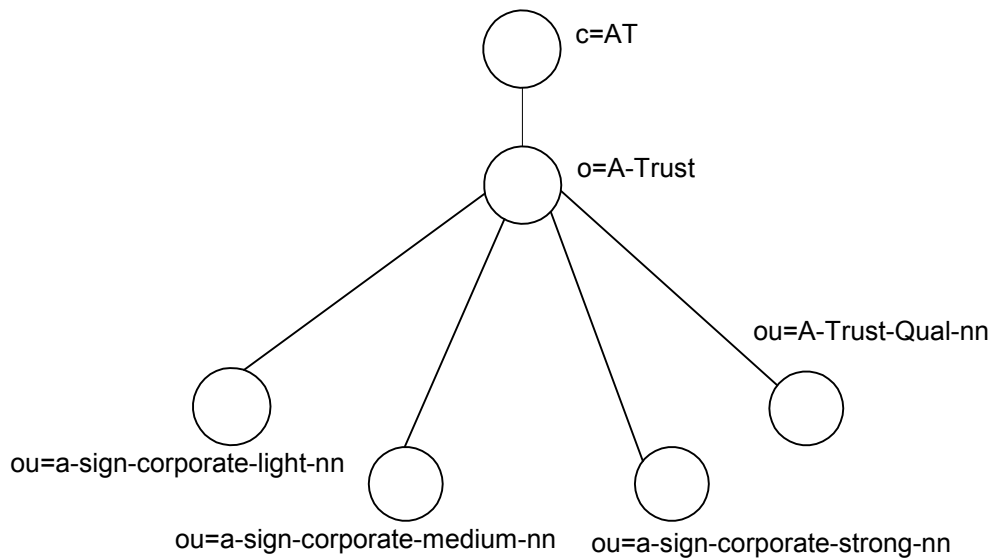 c=AT
o=A-Trust
ou=A-Trust-Qual-nn
ou=a-sign-corporate-light-nn
ou=a-sign-corporate-medium-nn
ou=a-sign-corporate-strong-nn